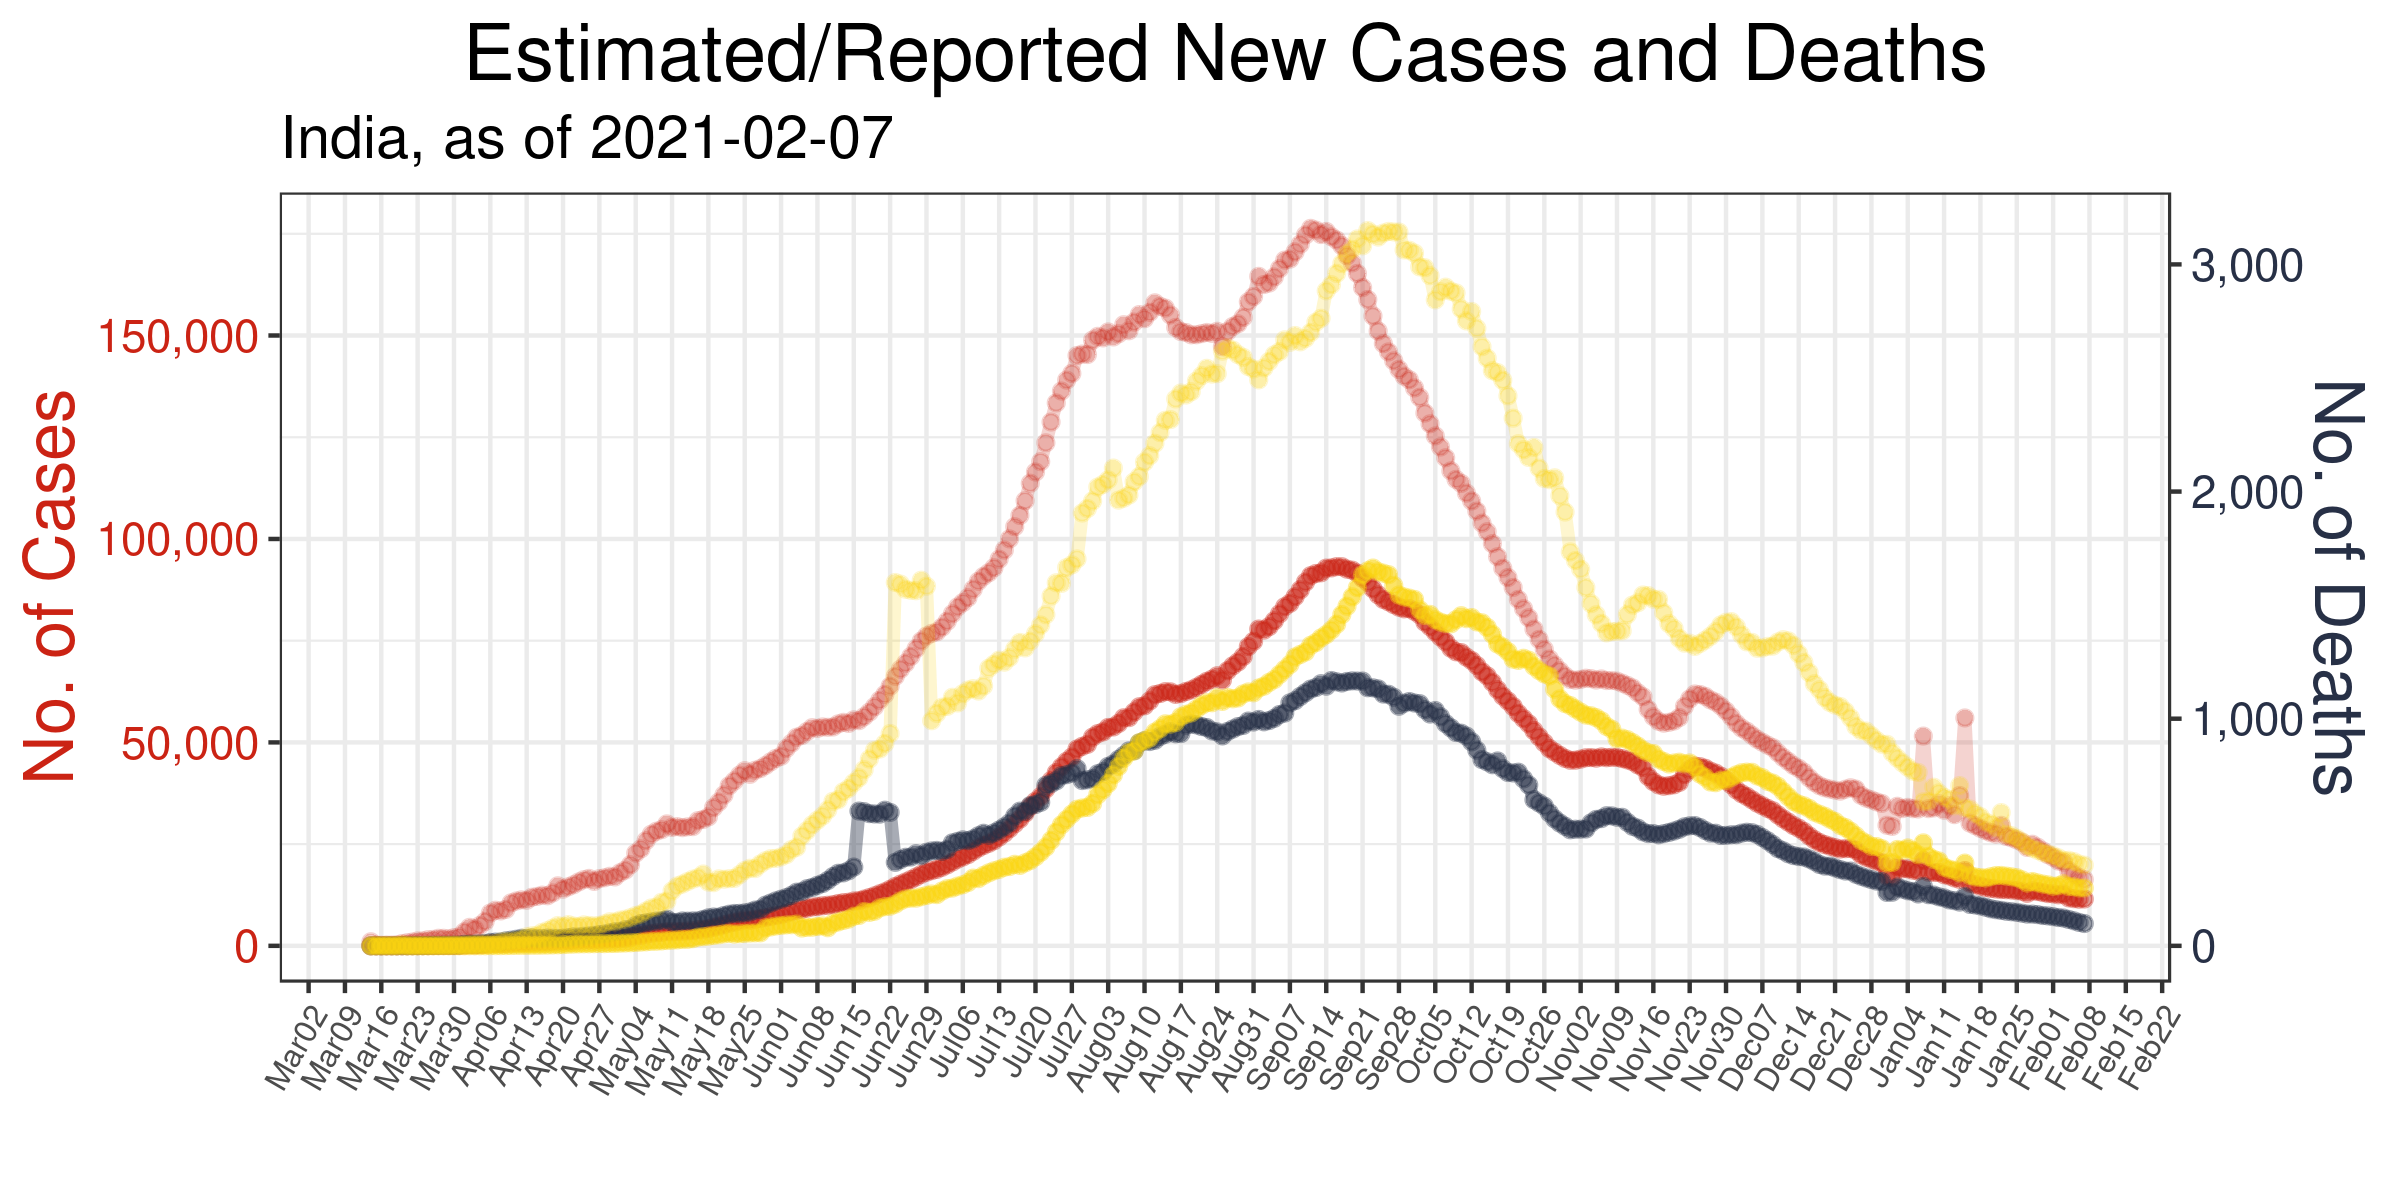 Estimated/Reported New Cases and Deaths
India, as of 2021-02-07
No. of Cases
150,000
100,000
50,000
0
3,000
2,000
1,000
0
No. of Deaths
Mar02
Mar09
Mar16
Mar23
Mar30
Apr06
Apr13
Apr20
Apr27
May04
May11
May18
May25
Jun01
Jun08
Jun15
Jun22
Jun29
Jul06
Jul13
Jul20
Jul27
Aug03
Aug10
Aug17
Aug24
Aug31
Sep07
Sep14
Sep21
Sep28
Oct05
Oct12
Oct19
Oct26
Nov02
Nov09
Nov16
Nov23
Nov30
Dec07
Dec14
Dec21
Dec28
Jan04
Jan11
Jan18
Jan25
Feb01
Feb08
Feb15
Feb22